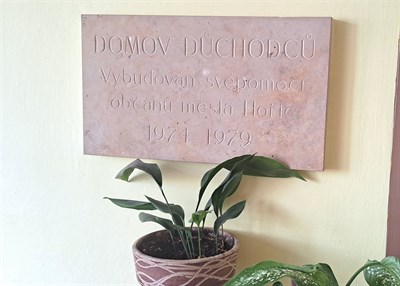 DOMOV DŮCHODCŮ
Vybudován svépomocí
občanů města Hořic
1974 1979